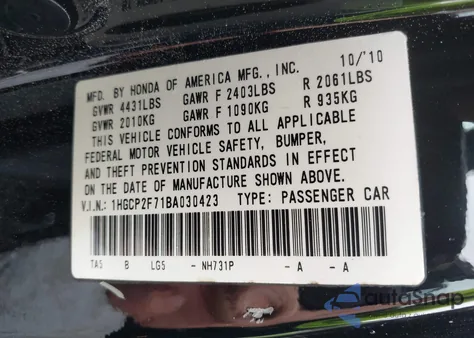 MFD. BY HONDA OF AMERICA MFG., INC. 10/'10
GVWR 4431LBS GAWR F 2403LBS R 2061LBS
GVWR 2010KG GAWR F 1090KG R 935KG
THIS VEHICLE CONFORMS TO ALL APPLICABLE
FEDERAL MOTOR VEHICLE SAFETY, BUMPER,
AND THEFT PREVENTION STANDARDS IN EFFECT
ON THE DATE OF MANUFACTURE SHOWN ABOVE.
V.I.N.: 1HGCP2F71BA030423 TYPE: PASSENGER CAR
TA5 B LG5 - NH731P - A - A
autoSnap